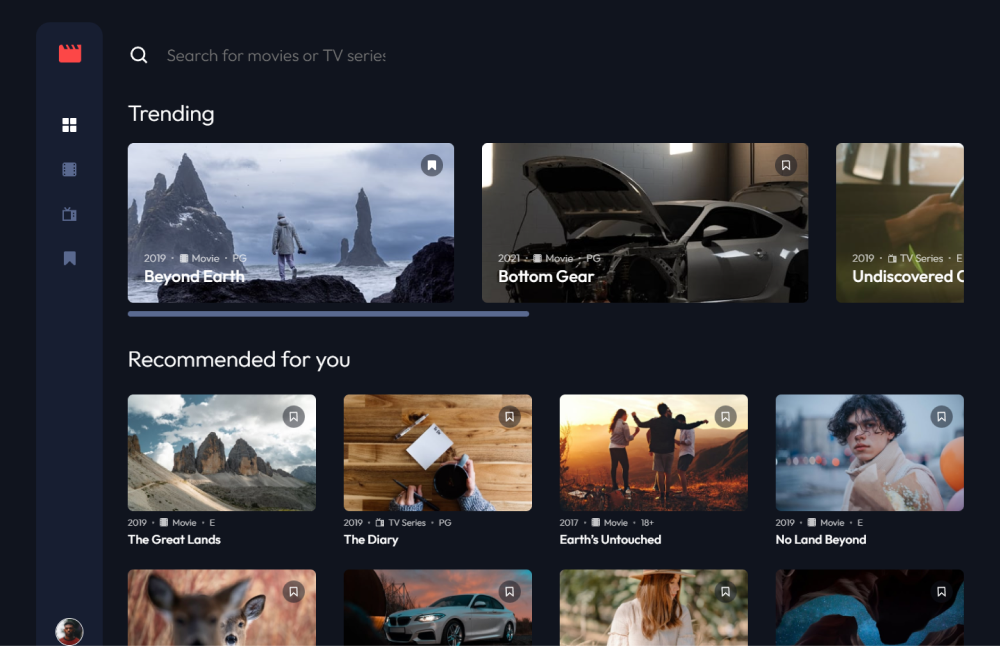 Search for movies or TV series
Trending
2019 · Movie · PG
Beyond Earth
2021 · Movie · PG
Bottom Gear
2019 · TV Series · E
Undiscovered C
Recommended for you
2019 · Movie · E
The Great Lands
2019 · TV Series · PG
The Diary
2017 · Movie · 18+
Earth's Untouched
2019 · Movie · E
No Land Beyond